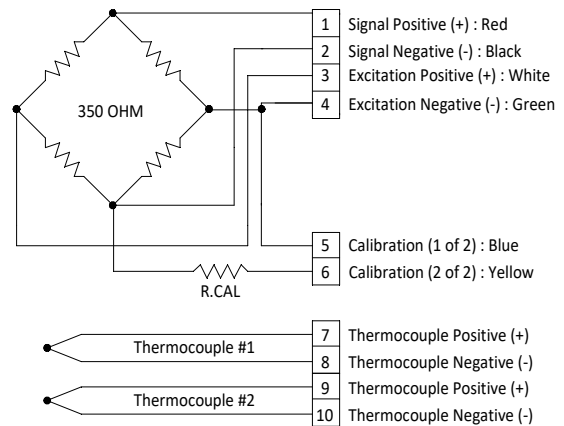 1 Signal Positive (+) : Red
2 Signal Negative (-) : Black
3 Excitation Positive (+) : White
4 Excitation Negative (-) : Green
350 OHM
5 Calibration (1 of 2) : Blue
6 Calibration (2 of 2) : Yellow
R.CAL
7 Thermocouple Positive (+)
Thermocouple #1
8 Thermocouple Negative (-)
9 Thermocouple Positive (+)
Thermocouple #2
10 Thermocouple Negative (-)